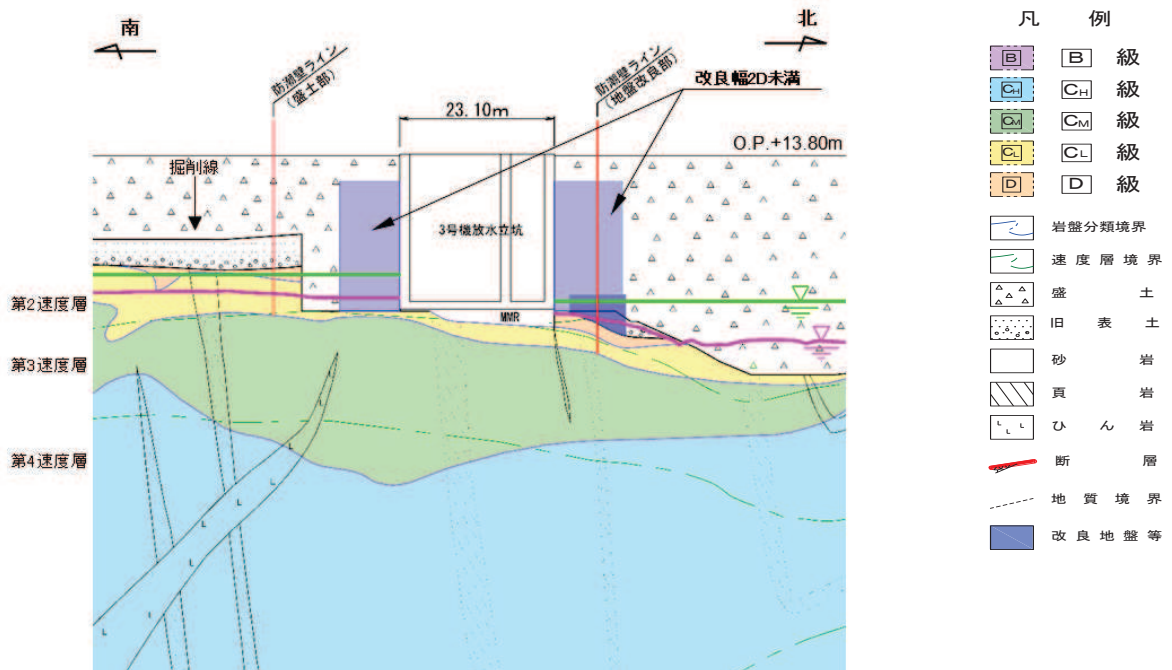 南
北
防潮壁ライン
(盛土部)
防潮壁ライン
(地盤改良部)
改良幅2D未満
23.10m
O.P.+13.80m
掘削線
3号機放水立坑
MMR
第2速度層
第3速度層
第4速度層
L
L
L
L
L
L
凡 例
B B 級
CH CH 級
CM CM 級
CL CL 級
D D 級
岩盤分類境界
速度層境界
盛 土
旧 表 土
砂 岩
頁 岩
L L L ひ ん 岩
断 層
地 質 境 界
改 良 地 盤 等